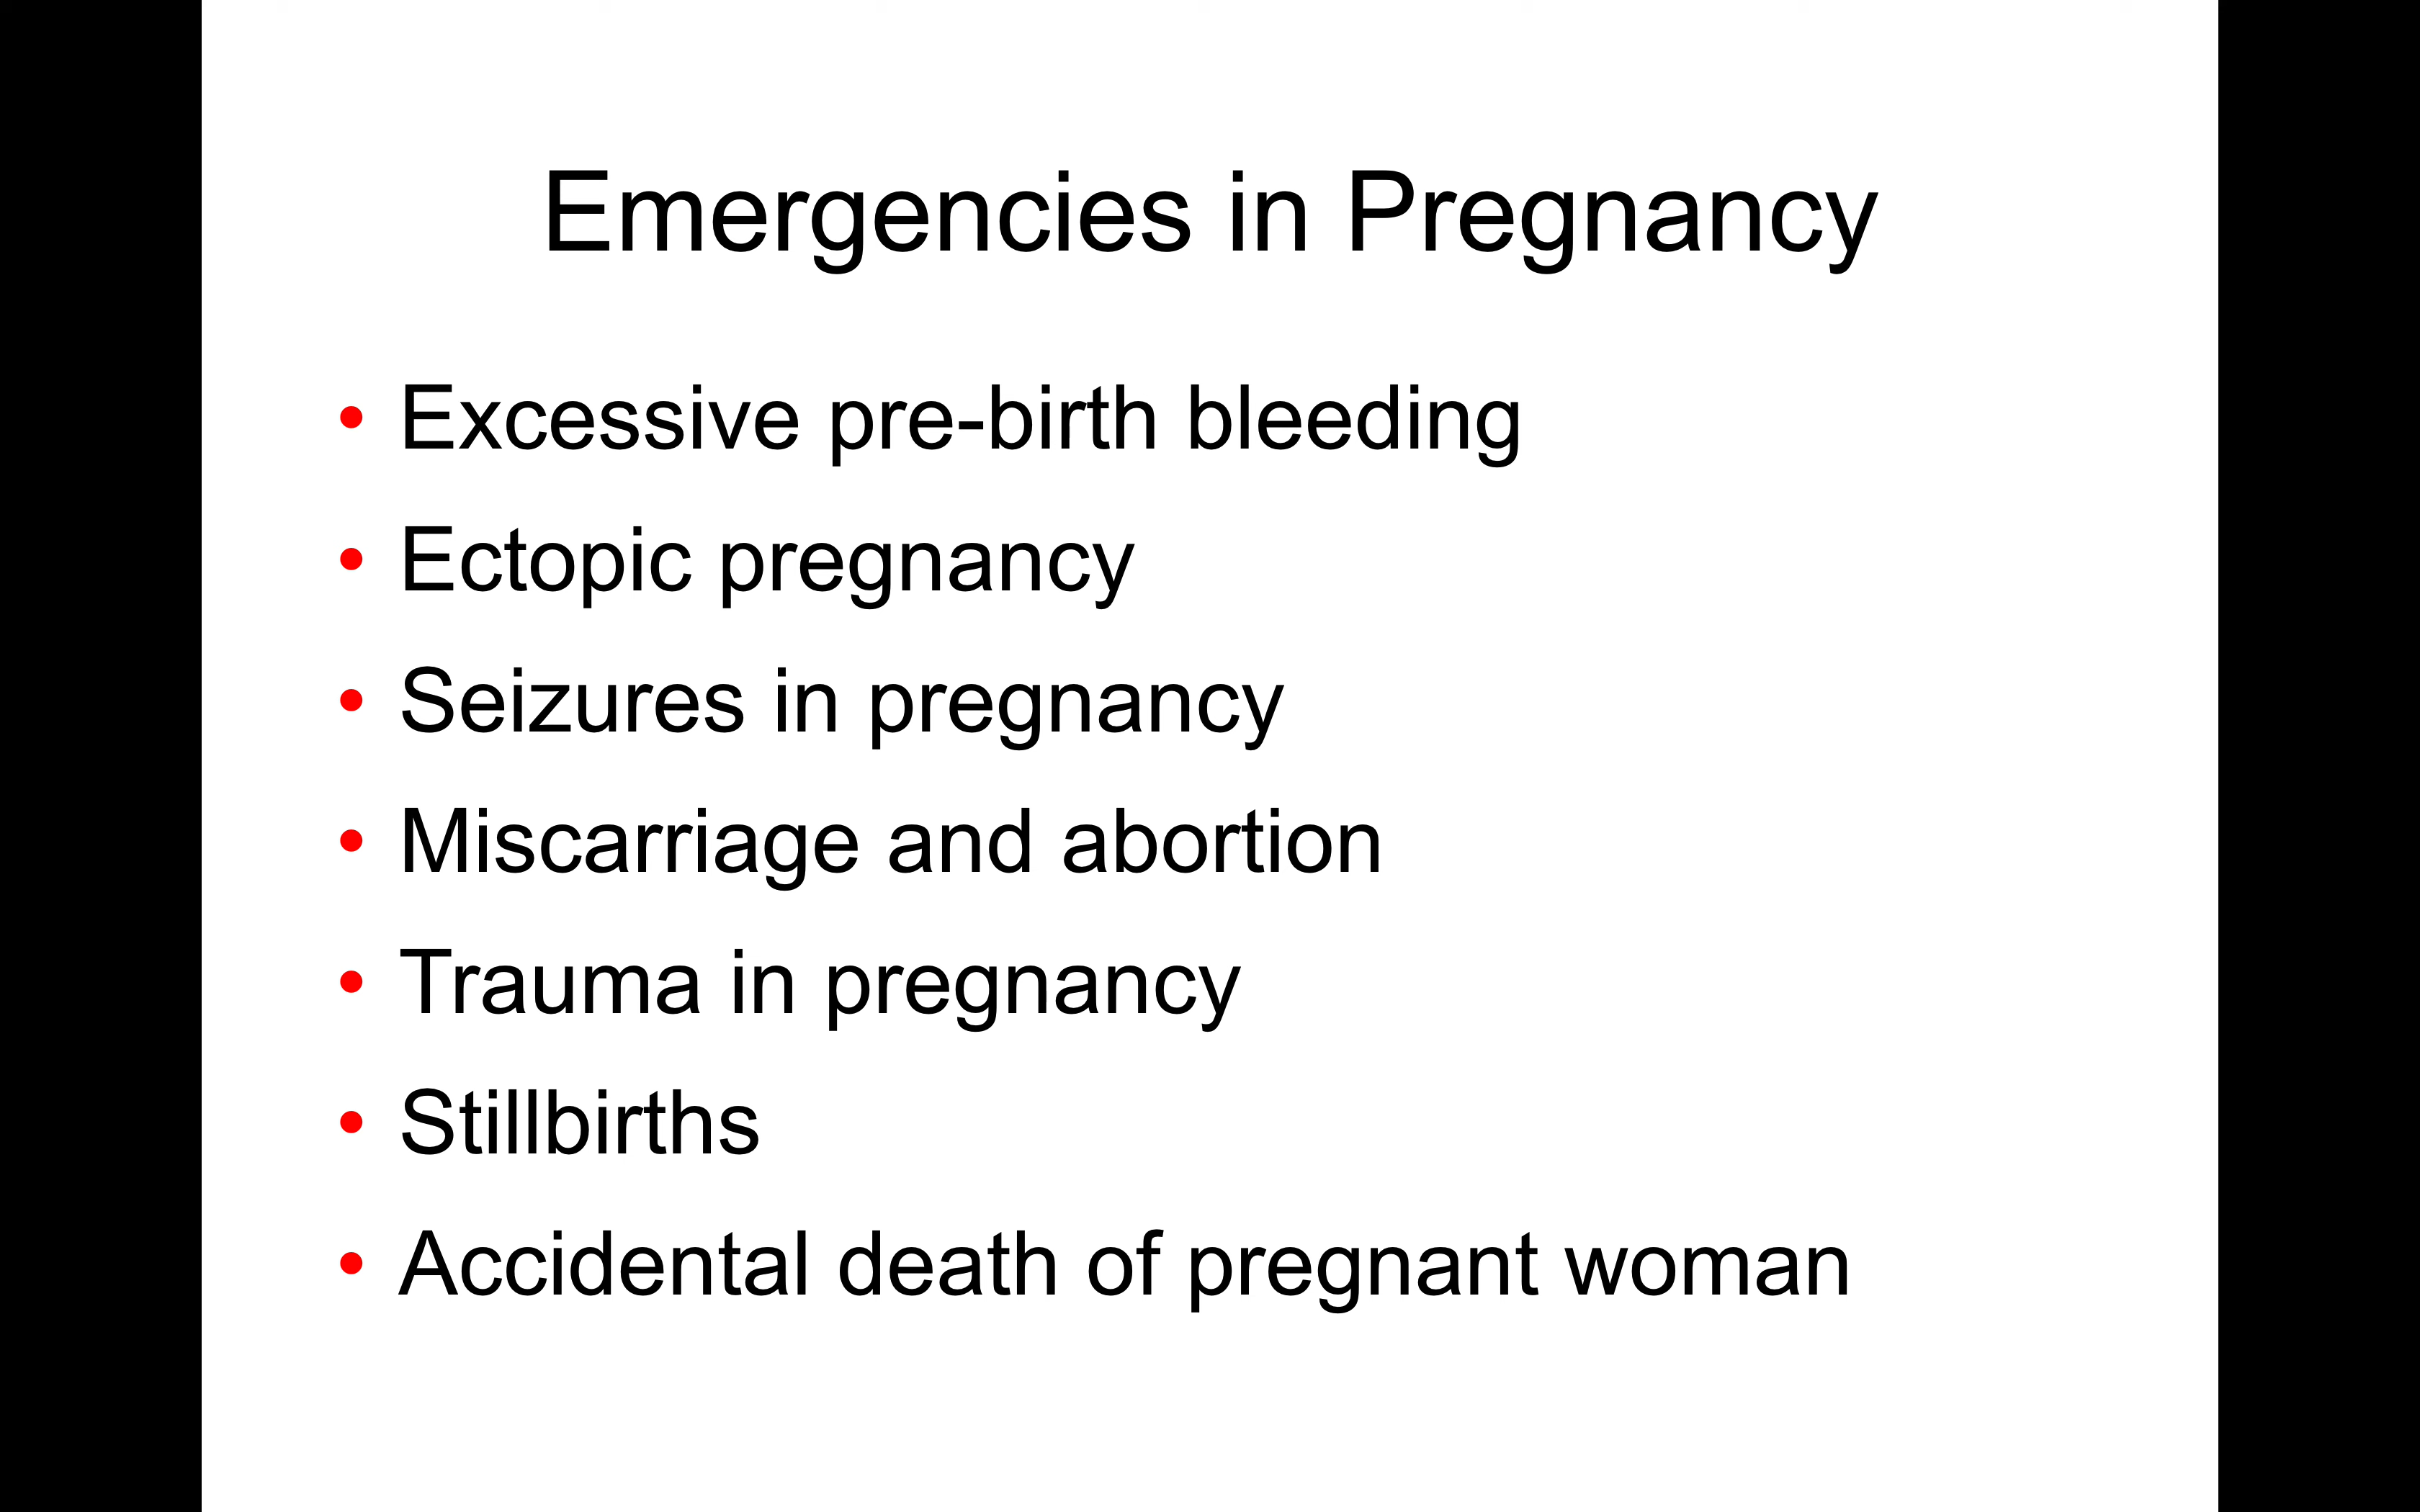 Emergencies in Pregnancy
• Excessive pre-birth bleeding
• Ectopic pregnancy
• Seizures in pregnancy
• Miscarriage and abortion
• Trauma in pregnancy
• Stillbirths
• Accidental death of pregnant woman